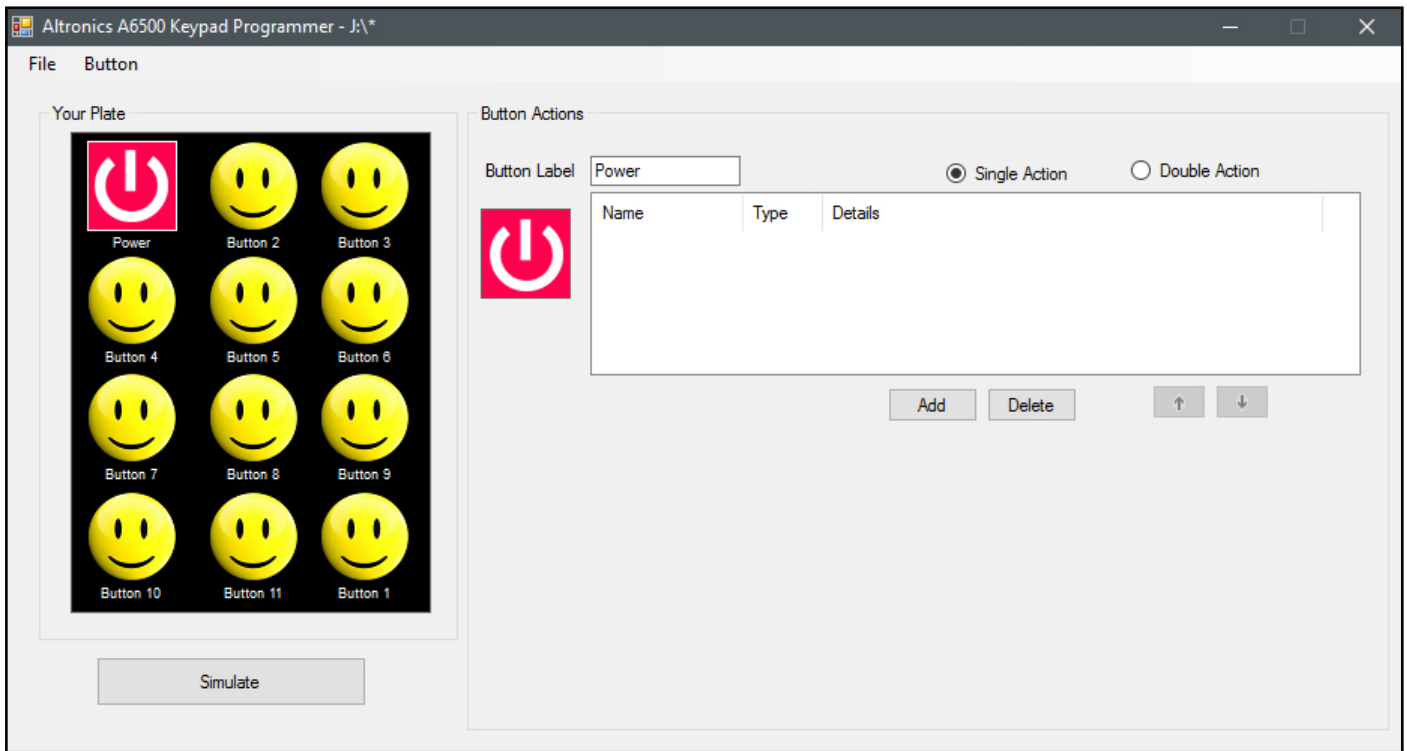 Altronics A6500 Keypad Programmer - J:\*
File Button
Your Plate
Power Button 2 Button 3
Button 4 Button 5 Button 6
Button 7 Button 8 Button 9
Button 10 Button 11 Button 1
Simulate
Button Actions
Button Label Power Single Action Double Action
Name Type Details
Add Delete